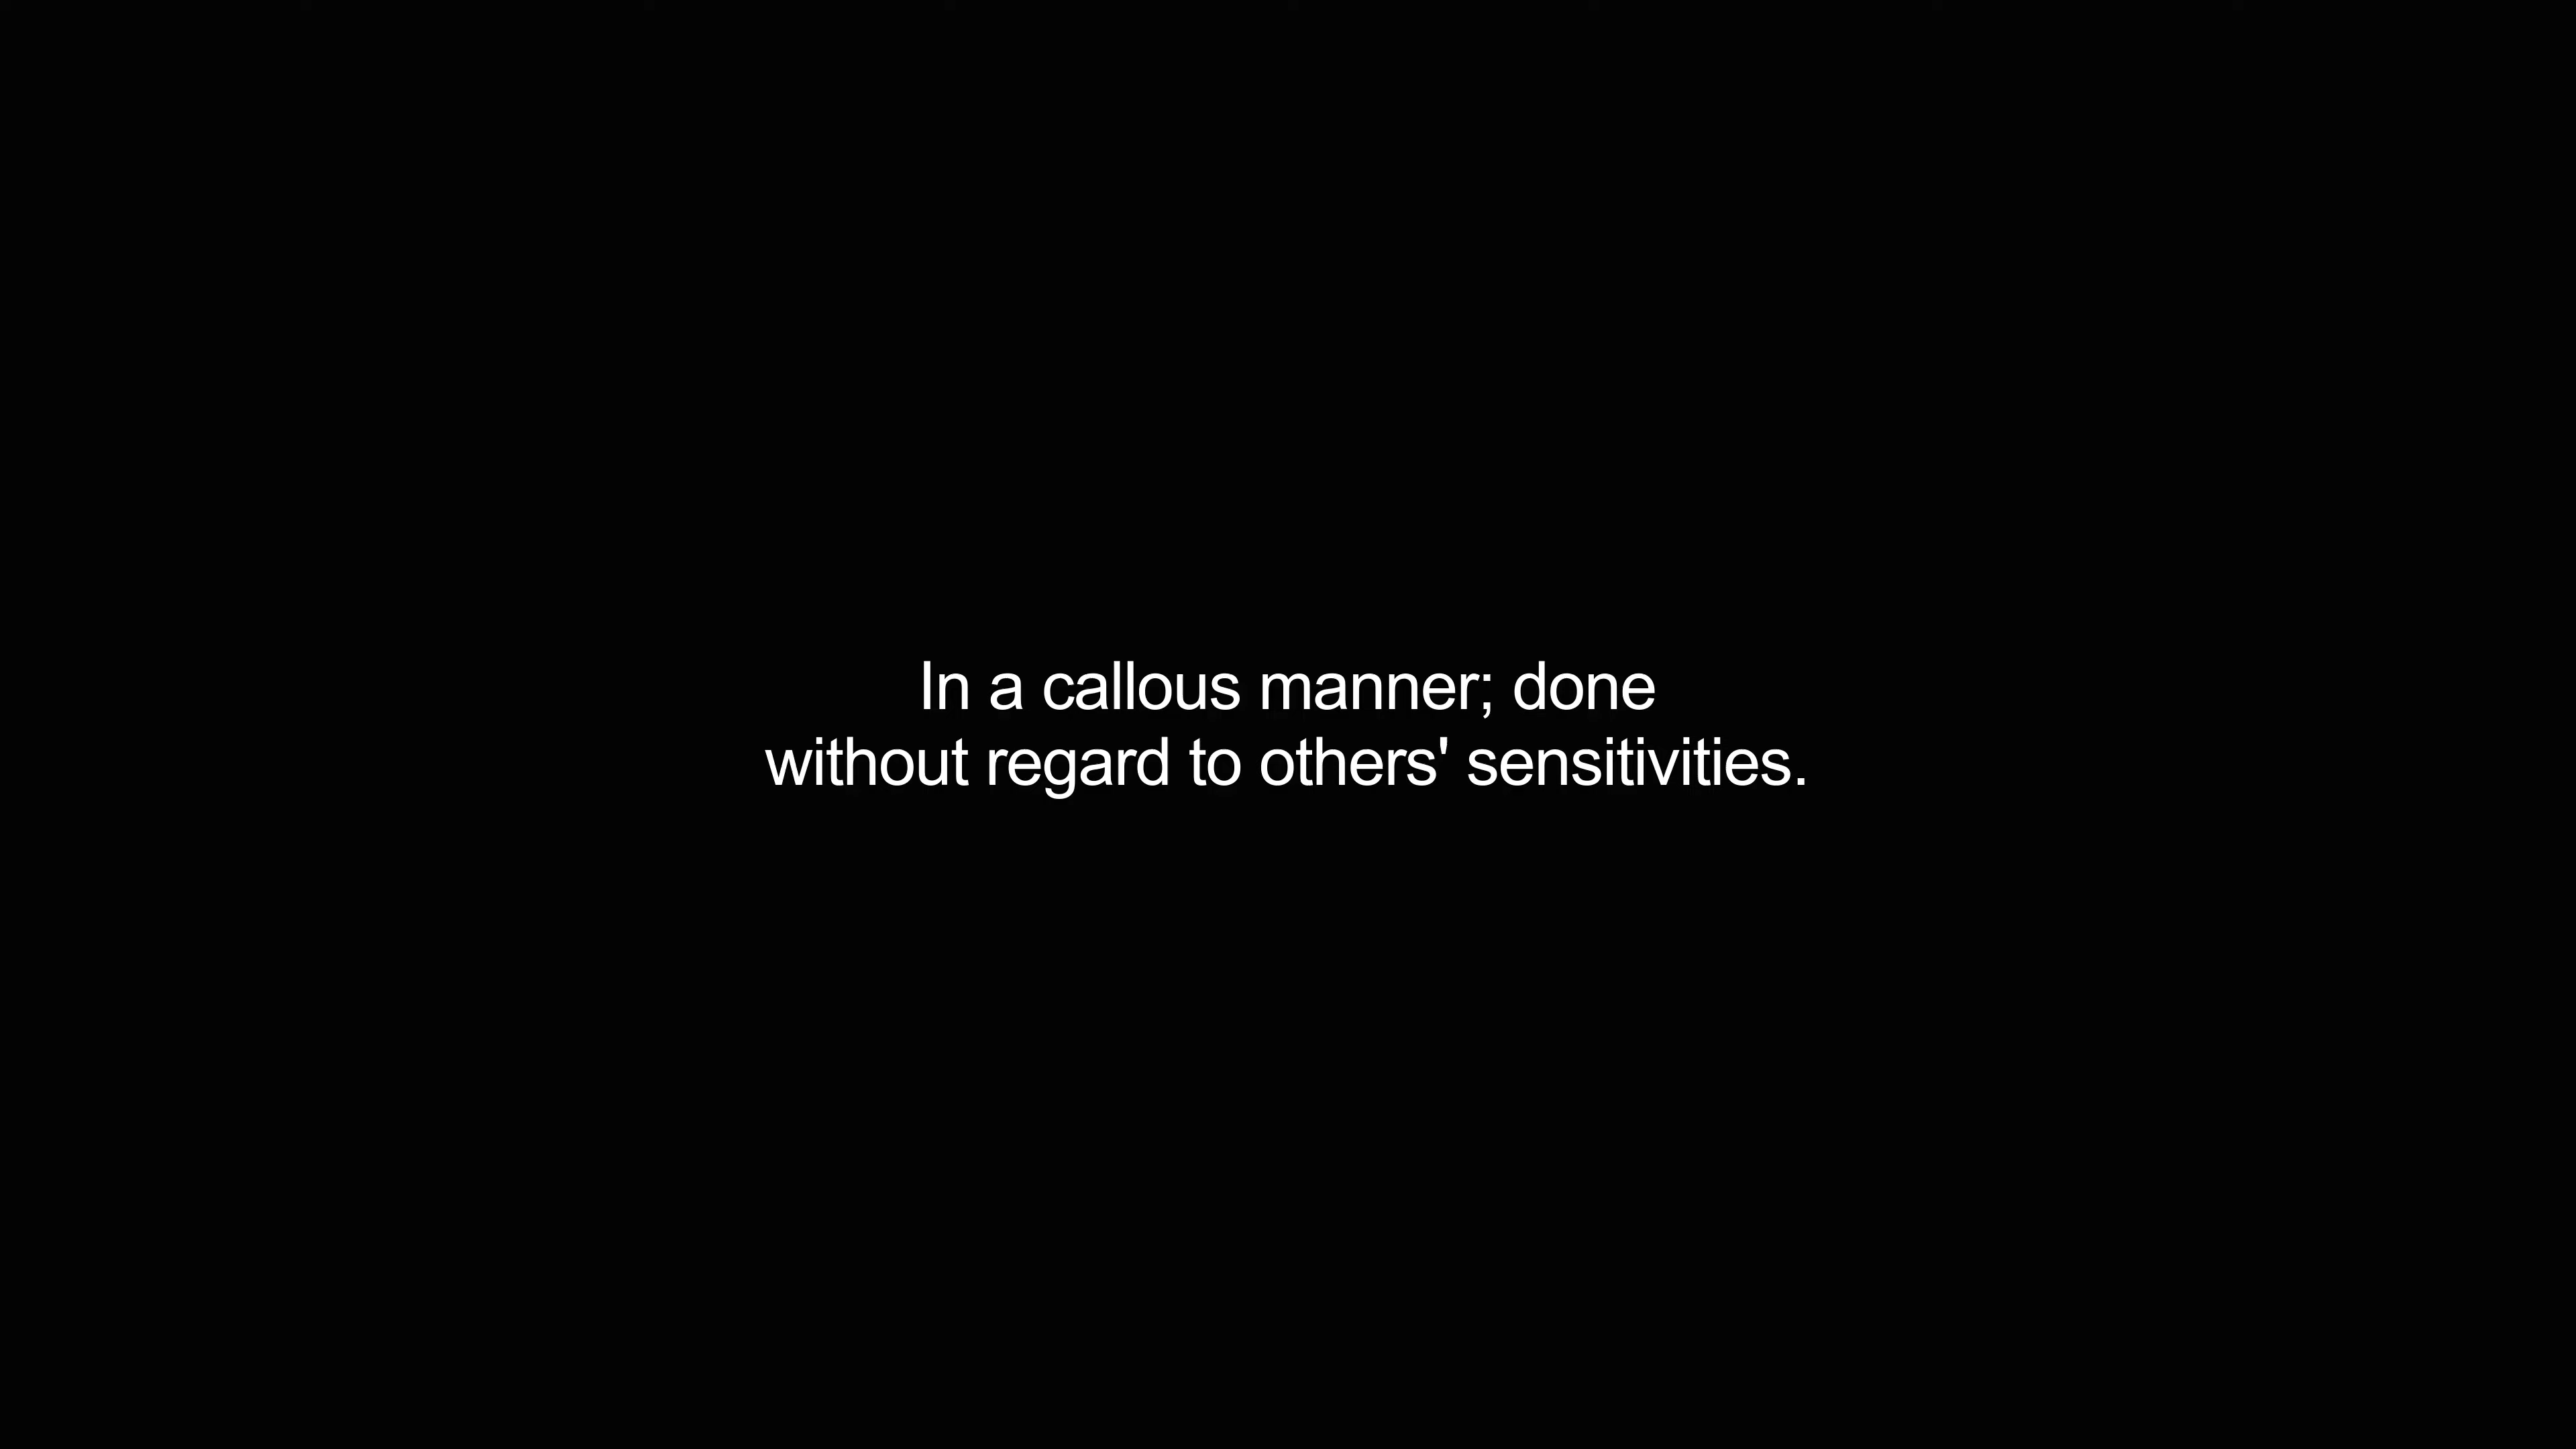 In a callous manner; done
without regard to others' sensitivities.